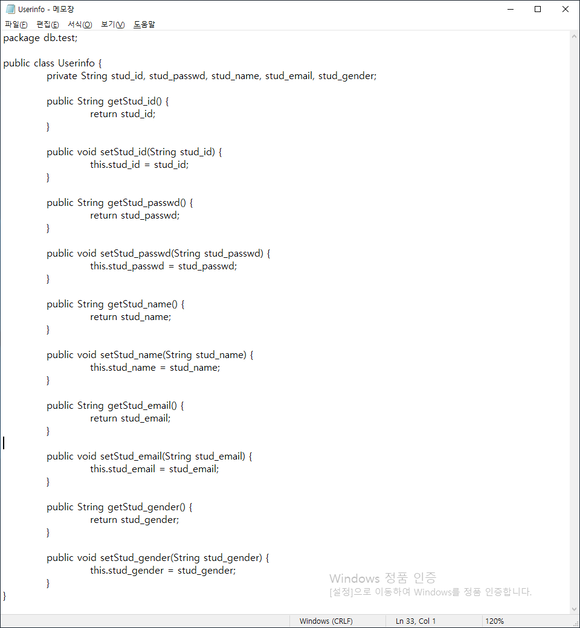 Userinfo - 메모장
파일(F) 편집(E) 서식(O) 보기(V) 도움말
package db.test;
public class Userinfo {
private String stud_id, stud_passwd, stud_name, stud_email, stud_gender;
public String getStud_id() {
return stud_id;
}
public void setStud_id(String stud_id) {
this.stud_id = stud_id;
}
public String getStud_passwd() {
return stud_passwd;
}
public void setStud_passwd(String stud_passwd) {
this.stud_passwd = stud_passwd;
}
public String getStud_name() {
return stud_name;
}
public void setStud_name(String stud_name) {
this.stud_name = stud_name;
}
public String getStud_email() {
return stud_email;
}
public void setStud_email(String stud_email) {
this.stud_email = stud_email;
}
public String getStud_gender() {
return stud_gender;
}
public void setStud_gender(String stud_gender) {
this.stud_gender = stud_gender;
}
}
Windows 정품 인증
[설정]으로 이동하여 Windows를 정품 인증합니다.
Windows (CRLF) Ln 33, Col 1 120%